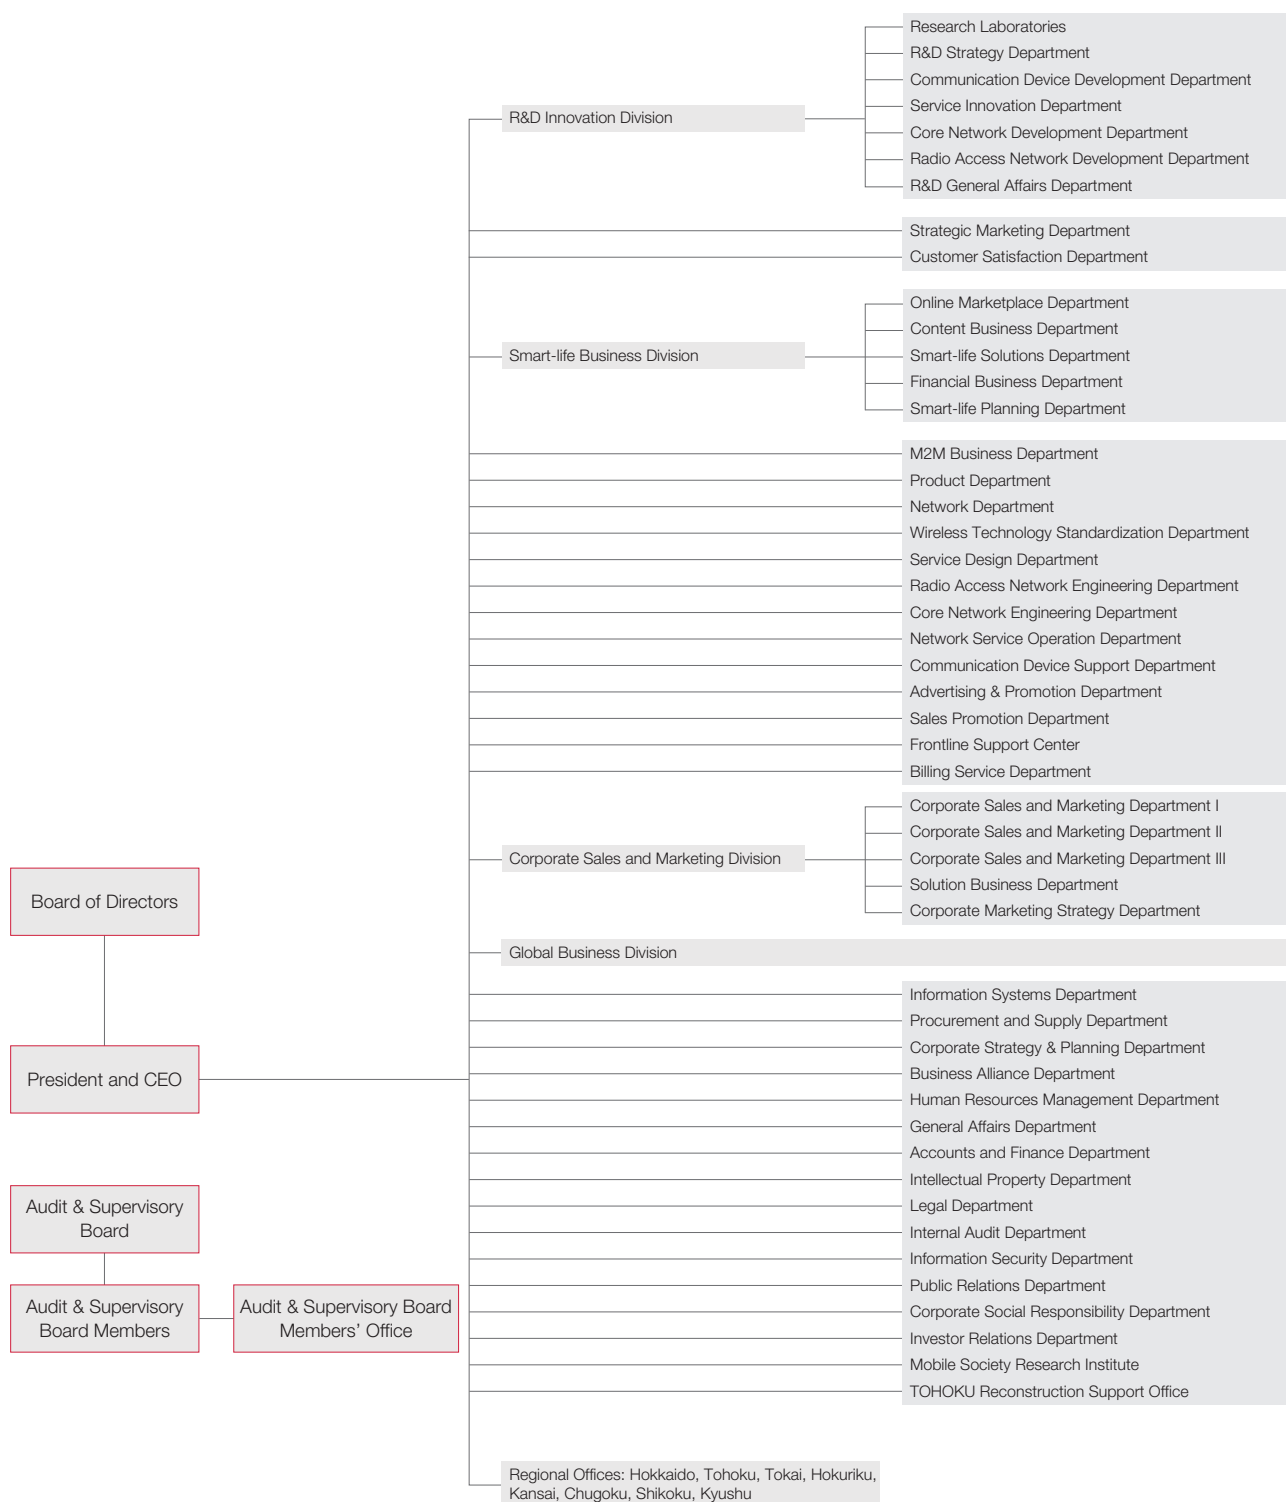 Research Laboratories
R&D Strategy Department
Communication Device Development Department
R&D Innovation Division
Service Innovation Department
Core Network Development Department
Radio Access Network Development Department
R&D General Affairs Department
Strategic Marketing Department
Customer Satisfaction Department
Smart-life Business Division
Online Marketplace Department
Content Business Department
Smart-life Solutions Department
Financial Business Department
Smart-life Planning Department
M2M Business Department
Product Department
Network Department
Wireless Technology Standardization Department
Service Design Department
Radio Access Network Engineering Department
Core Network Engineering Department
Network Service Operation Department
Communication Device Support Department
Advertising & Promotion Department
Sales Promotion Department
Frontline Support Center
Billing Service Department
Corporate Sales and Marketing Division
Corporate Sales and Marketing Department I
Corporate Sales and Marketing Department II
Corporate Sales and Marketing Department III
Solution Business Department
Corporate Marketing Strategy Department
Board of Directors
Global Business Division
President and CEO
Information Systems Department
Procurement and Supply Department
Corporate Strategy & Planning Department
Business Alliance Department
Human Resources Management Department
General Affairs Department
Accounts and Finance Department
Intellectual Property Department
Legal Department
Internal Audit Department
Information Security Department
Public Relations Department
Corporate Social Responsibility Department
Investor Relations Department
Mobile Society Research Institute
TOHOKU Reconstruction Support Office
Audit & Supervisory
Board
Audit & Supervisory
Board Members
Audit & Supervisory Board
Members’ Office
Regional Offices: Hokkaido, Tohoku, Tokai, Hokuriku,
Kansai, Chugoku, Shikoku, Kyushu